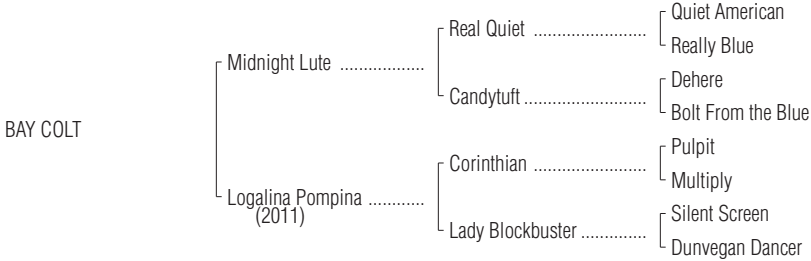 Quiet American
Real Quiet ........................
Really Blue
Midnight Lute ..................
Dehere
Candytuft ..........................
Bolt From the Blue
BAY COLT
Pulpit
Corinthian ........................
Multiply
Logalina Pompina ............
(2011)
Silent Screen
Lady Blockbuster ..............
Dunvegan Dancer